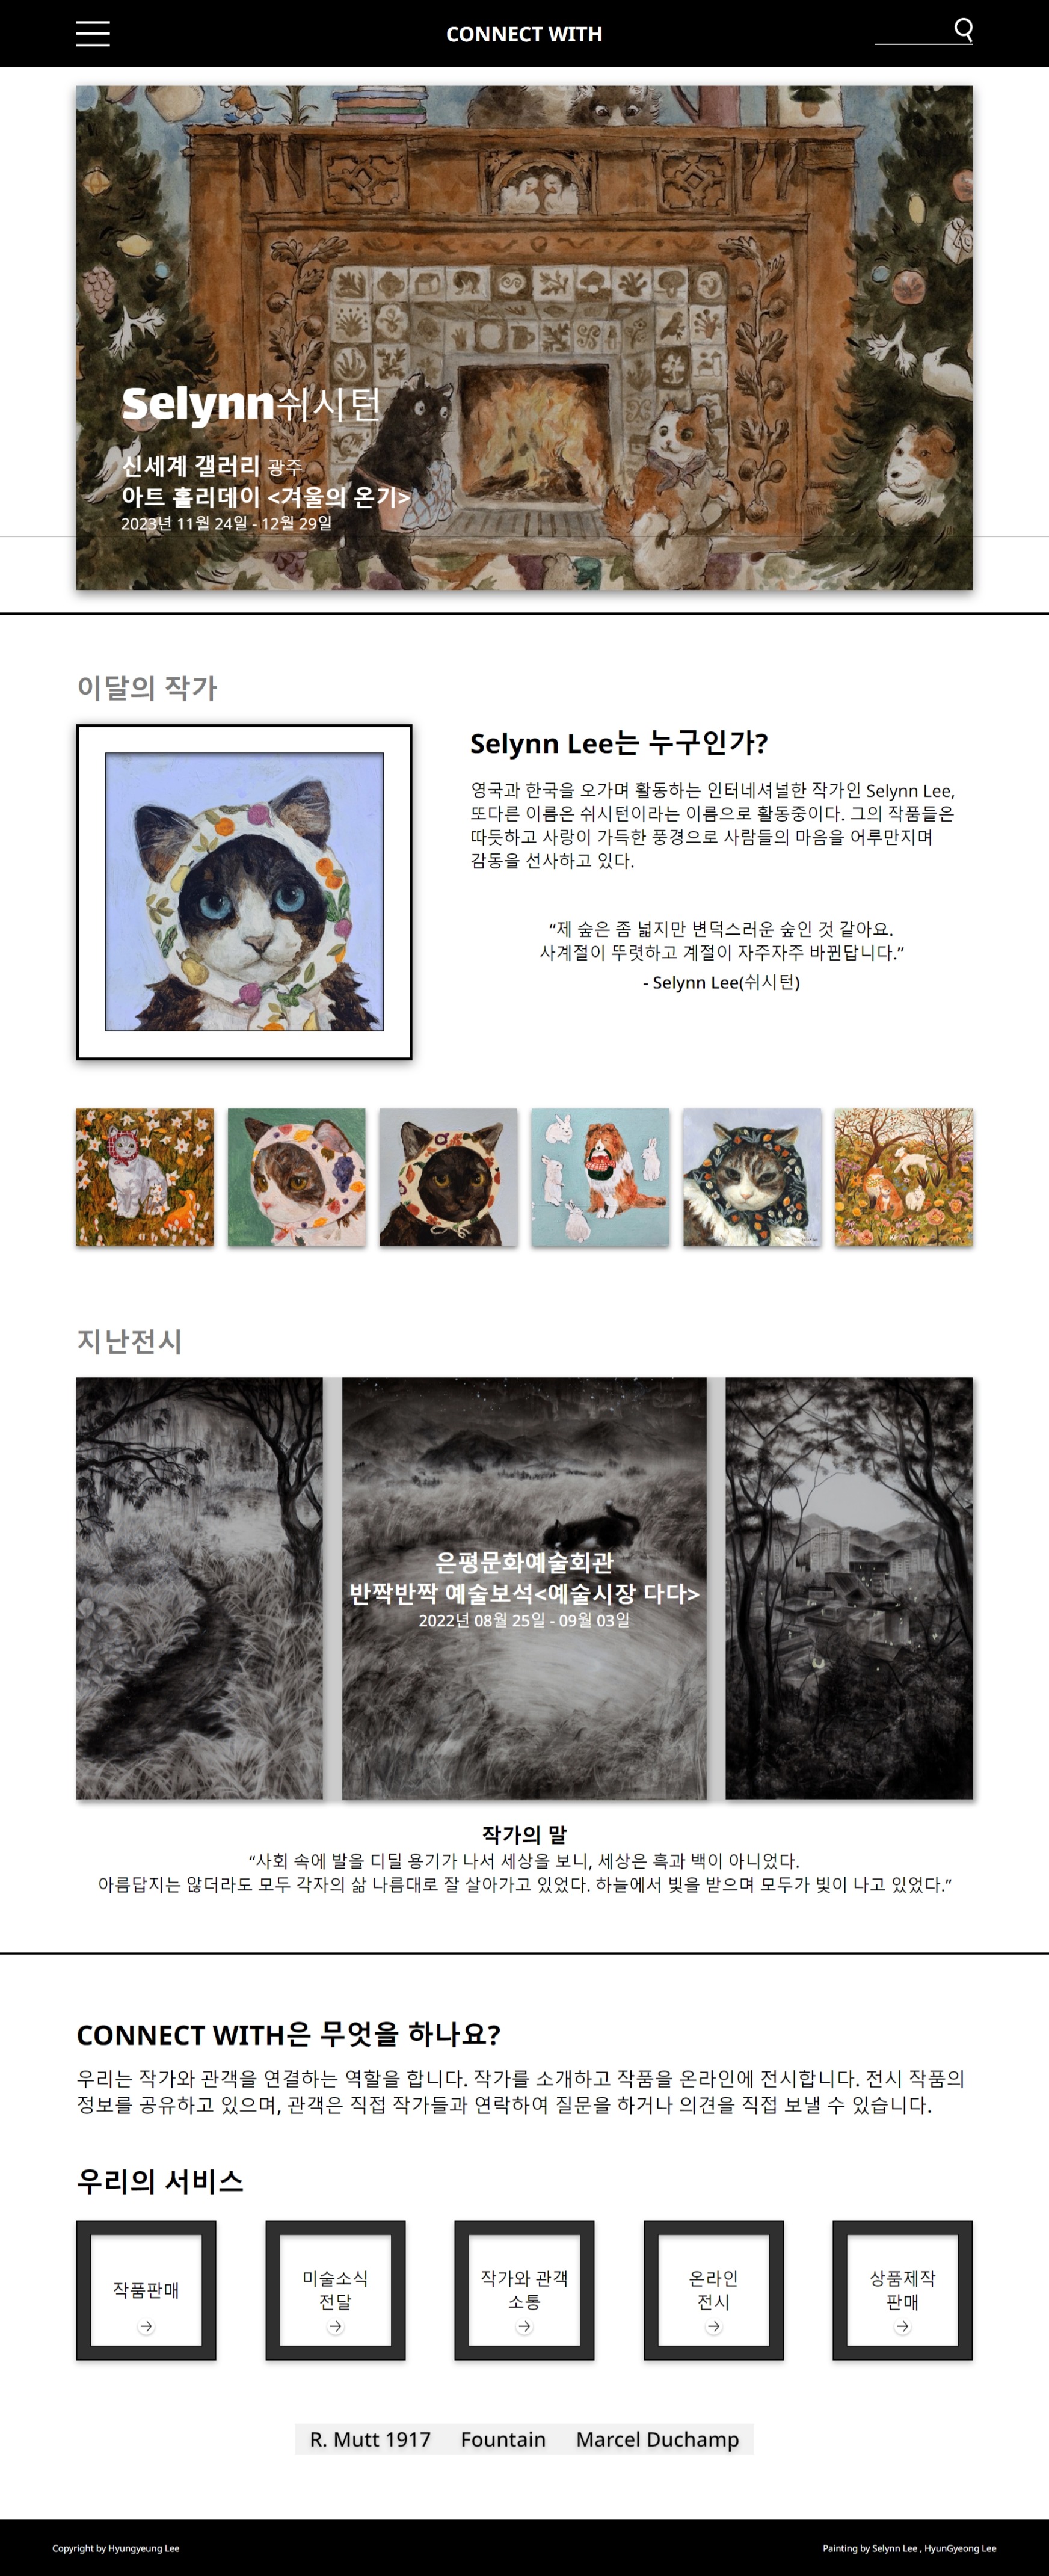 CONNECT WITH
Selynn쉬시턴
신세계 갤러리 광주
아트 홀리데이 <겨울의 온기>
2023년 11월 24일 - 12월 29일
이달의 작가
Selynn Lee는 누구인가?
영국과 한국을 오가며 활동하는 인터네셔널한 작가인 Selynn Lee,
또다른 이름은 쉬시턴이라는 이름으로 활동중이다. 그의 작품들은
따듯하고 사랑이 가득한 풍경으로 사람들의 마음을 어루만지며
감동을 선사하고 있다.
“제 숲은 좀 넓지만 변덕스러운 숲인 것 같아요.
사계절이 뚜렷하고 계절이 자주자주 바뀐답니다.”
- Selynn Lee(쉬시턴)
지난전시
은평문화예술회관
반짝반짝 예술보석<예술시장 다다>
2022년 08월 25일 - 09월 03일
작가의 말
“사회 속에 발을 디딜 용기가 나서 세상을 보니, 세상은 흑과 백이 아니었다.
아름답지는 않더라도 모두 각자의 삶 나름대로 잘 살아가고 있었다. 하늘에서 빛을 받으며 모두가 빛이 나고 있었다.”
CONNECT WITH은 무엇을 하나요?
우리는 작가와 관객을 연결하는 역할을 합니다. 작가를 소개하고 작품을 온라인에 전시합니다. 전시 작품의
정보를 공유하고 있으며, 관객은 직접 작가들과 연락하여 질문을 하거나 의견을 직접 보낼 수 있습니다.
우리의 서비스
작품판매
미술소식
전달
작가와 관객
소통
온라인
전시
상품제작
판매
R. Mutt 1917 Fountain Marcel Duchamp
Copyright by Hyungyeung Lee
Painting by Selynn Lee , HyunGyeong Lee